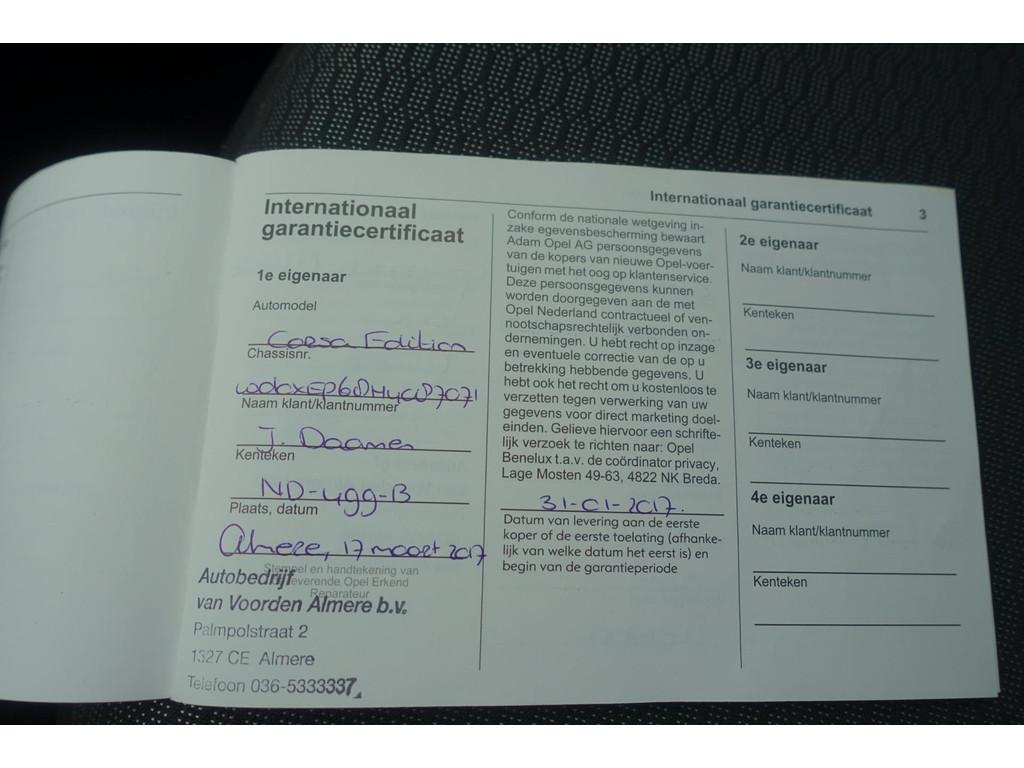 Internationaal garantiecertificaat 3
Internationaal
garantiecertificaat
1e eigenaar
Automodel
Corsa Edition
Chassisnr.
Naam klant/klantnummer
J. Daamen
Kenteken
ND-499-B
Plaats, datum
Almere, 17 maart 2017
Stempel en handtekening van
leverende Opel Erkend
Reparateur
Autobedrijf
van Voorden Almere b.v.
Palmpolstraat 2
1327 CE Almere
Telefoon 036-5333337
Conform de nationale wetgeving in-
zake egevensbescherming bewaart
Adam Opel AG persoonsgegevens
van de kopers van nieuwe Opel-voer-
tuigen met het oog op klantenservice.
Deze persoonsgegevens kunnen
worden doorgegeven aan de met
Opel Nederland contractueel of ven-
nootschapsrechtelijk verbonden on-
dernemingen. U hebt recht op inzage
en eventuele correctie van de op u
betrekking hebbende gegevens. U
hebt ook het recht om u kosteloos te
verzetten tegen verwerking van uw
gegevens voor direct marketing doel-
einden. Gelieve hiervoor een schrifte-
lijk verzoek te richten naar: Opel
Benelux t.a.v. de coördinator privacy,
Lage Mosten 49-63, 4822 NK Breda.
31-01-2017.
Datum van levering aan de eerste
koper of de eerste toelating (afhanke-
lijk van welke datum het eerst is) en
begin van de garantieperiode
2e eigenaar
Naam klant/klantnummer
Kenteken
3e eigenaar
Naam klant/klantnummer
Kenteken
4e eigenaar
Naam klant/klantnummer
Kenteken